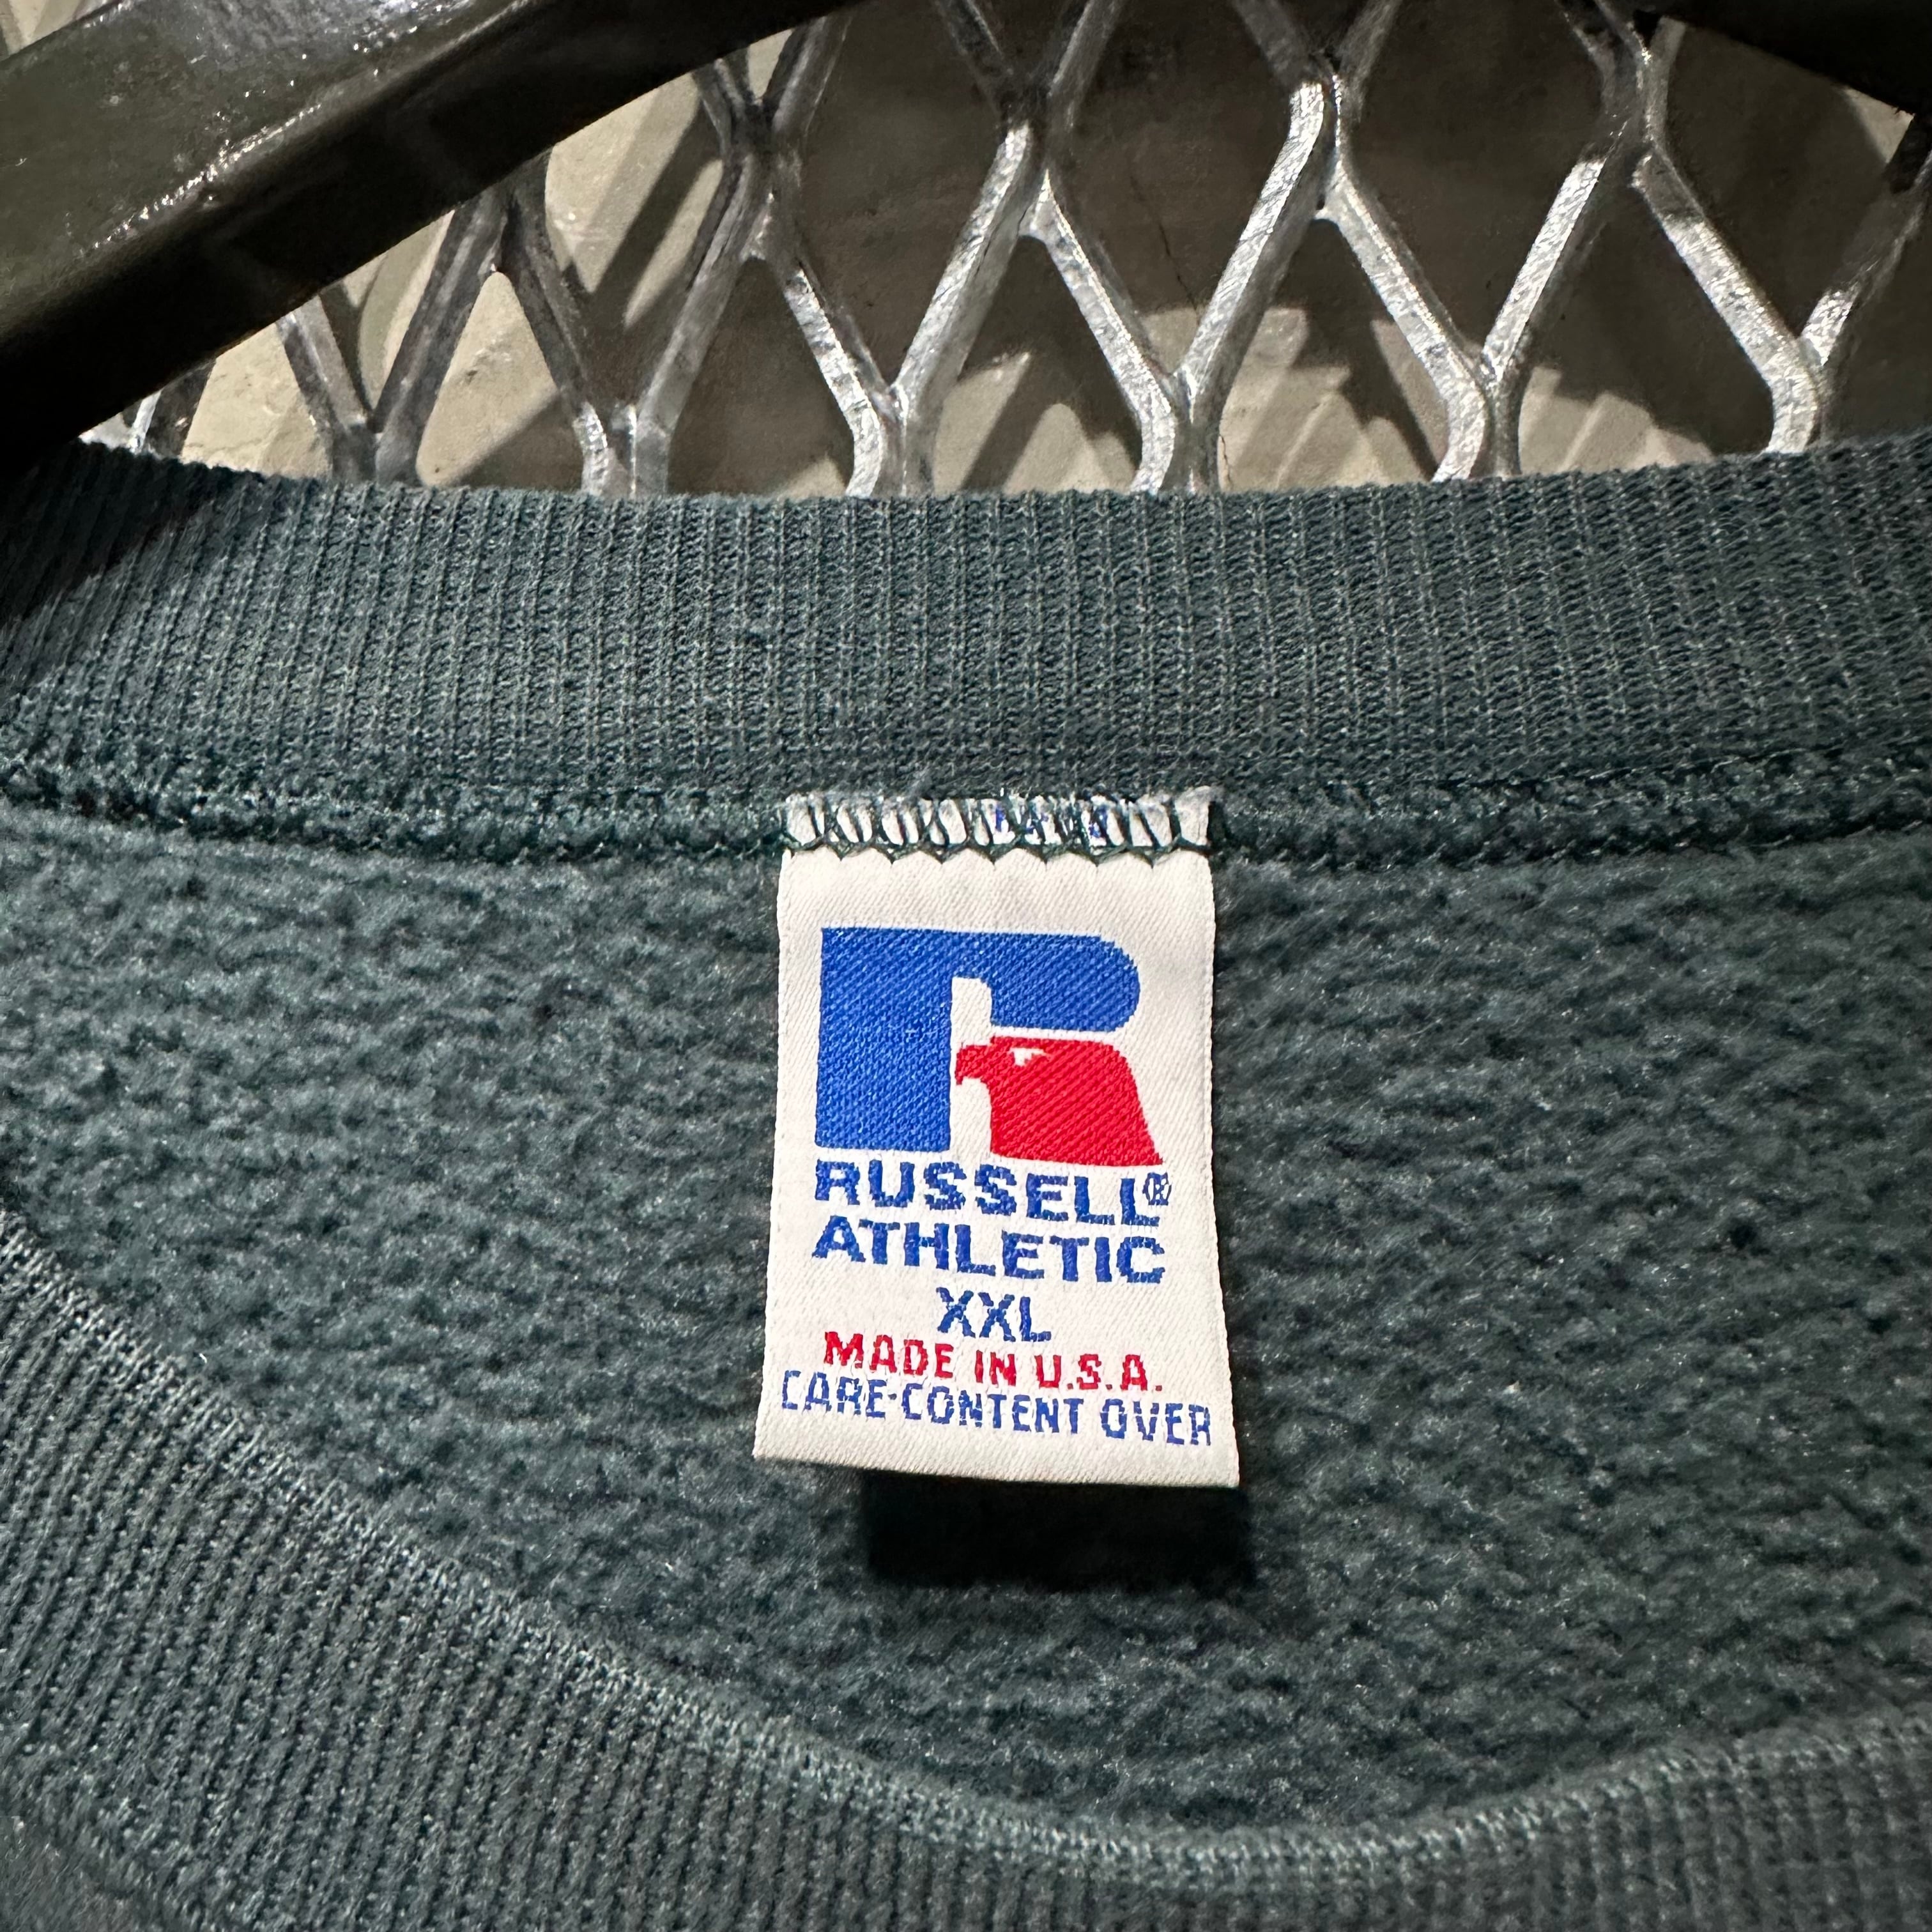 RUSSELL®
ATHLETIC
XXL
MADE IN U.S.A.
CARE-CONTENT OVER